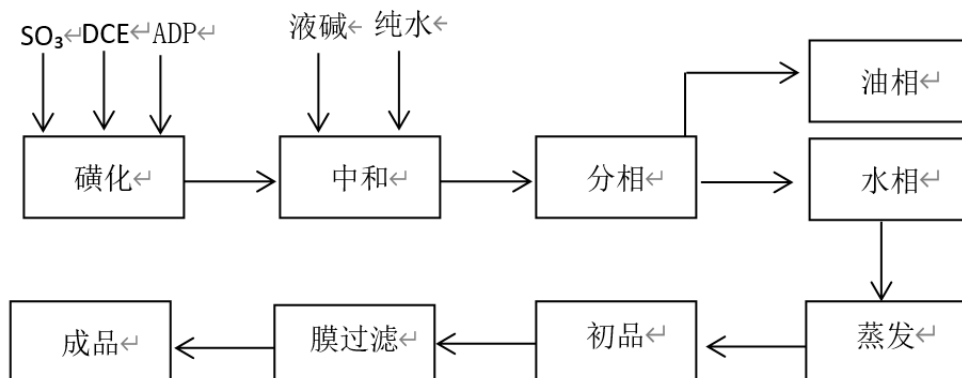 SO₃ DCE ADP 液碱 纯水
油相
磺化 中和 分相 水相
成品 膜过滤 初品 蒸发